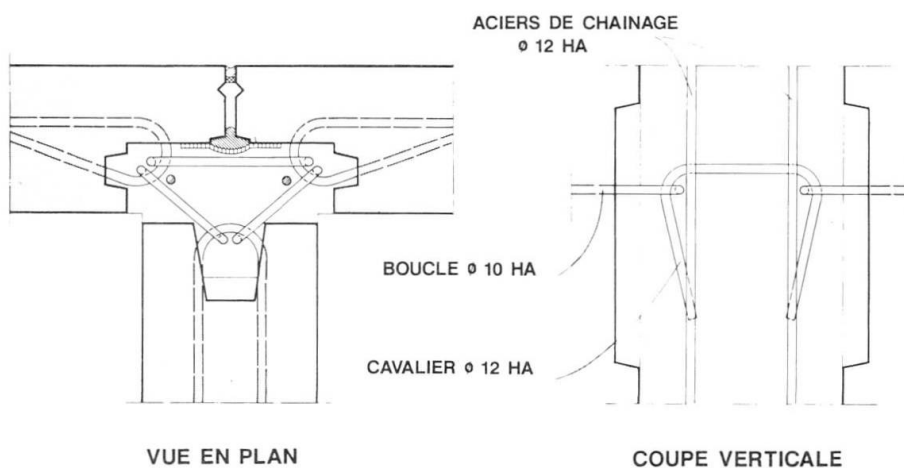 ACIERS DE CHAINAGE
ø 12 HA
BOUCLE ø 10 HA
CAVALIER ø 12 HA
VUE EN PLAN
COUPE VERTICALE